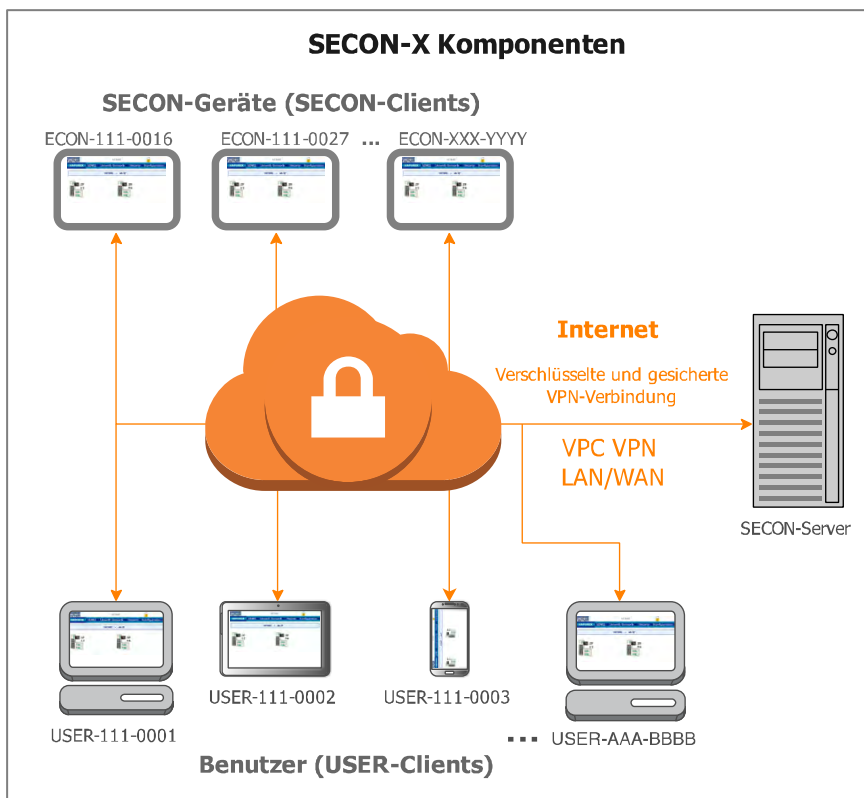 SECON-X Komponenten
SECON-Geräte (SECON-Clients)
ECON-111-0016
ECON-111-0027
...
ECON-XXX-YYYY
Internet
Verschlüsselte und gesicherte
VPN-Verbindung
VPC VPN
LAN/WAN
SECON-Server
USER-111-0001
USER-111-0002
USER-111-0003
...
USER-AAA-BBBB
Benutzer (USER-Clients)